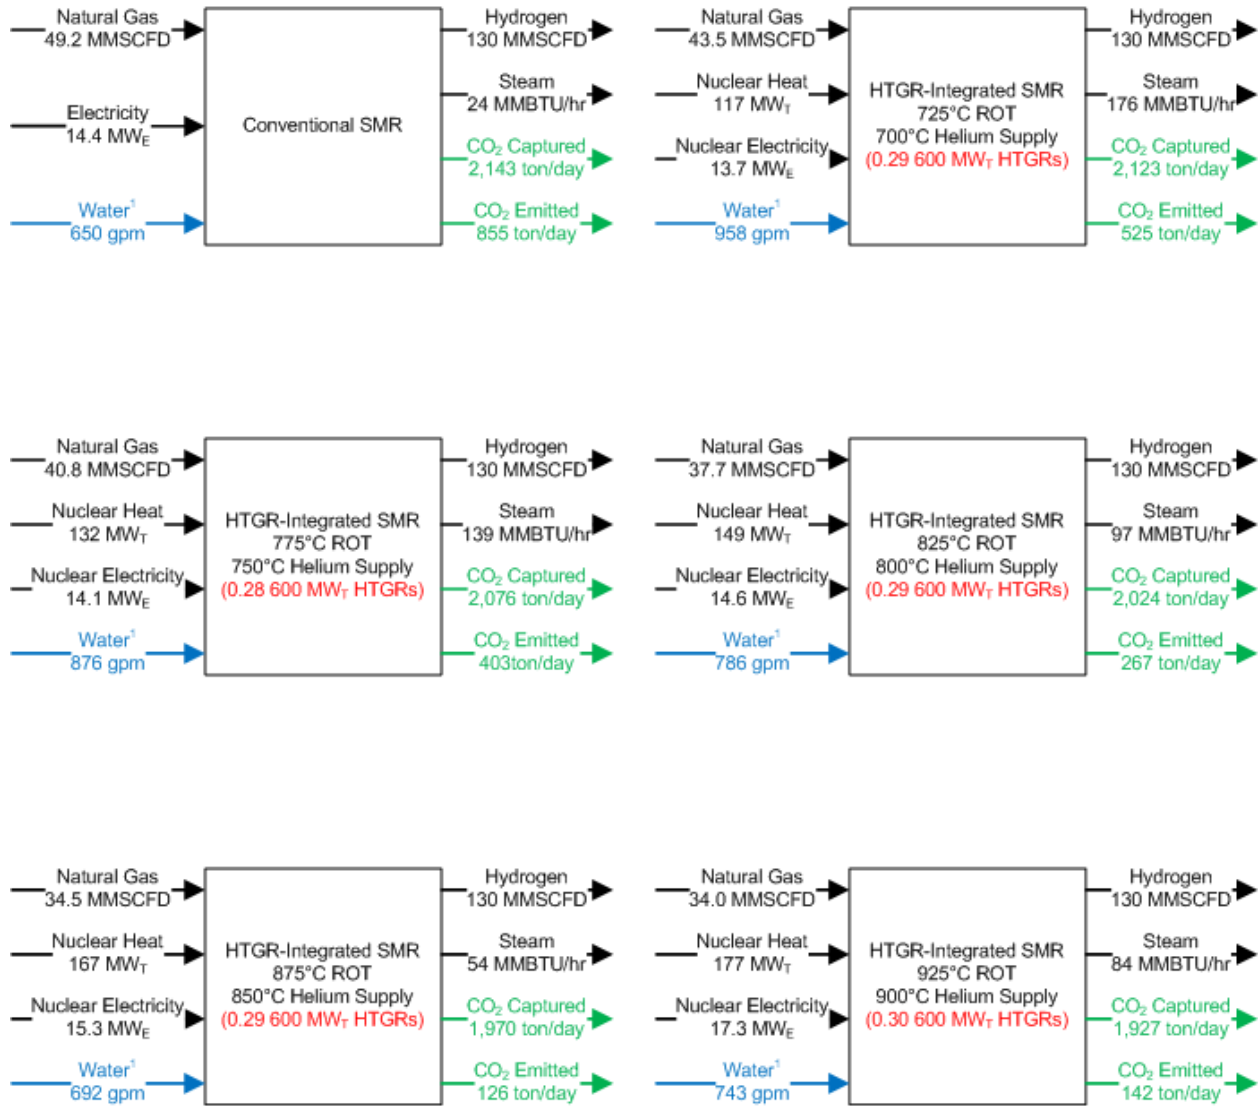 Natural Gas
49.2 MMSCFD
Electricity
14.4 MWE
Water1
650 gpm
Conventional SMR
Hydrogen
130 MMSCFD
Steam
24 MMBTU/hr
CO2 Captured
2,143 ton/day
CO2 Emitted
855 ton/day
Natural Gas
43.5 MMSCFD
Nuclear Heat
117 MWT
Nuclear Electricity
13.7 MWE
Water1
958 gpm
HTGR-Integrated SMR
725°C ROT
700°C Helium Supply
(0.29 600 MWT HTGRs)
Hydrogen
130 MMSCFD
Steam
176 MMBTU/hr
CO2 Captured
2,123 ton/day
CO2 Emitted
525 ton/day
Natural Gas
40.8 MMSCFD
Nuclear Heat
132 MWT
Nuclear Electricity
14.1 MWE
Water1
876 gpm
HTGR-Integrated SMR
775°C ROT
750°C Helium Supply
(0.28 600 MWT HTGRs)
Hydrogen
130 MMSCFD
Steam
139 MMBTU/hr
CO2 Captured
2,076 ton/day
CO2 Emitted
403ton/day
Natural Gas
37.7 MMSCFD
Nuclear Heat
149 MWT
Nuclear Electricity
14.6 MWE
Water1
786 gpm
HTGR-Integrated SMR
825°C ROT
800°C Helium Supply
(0.29 600 MWT HTGRs)
Hydrogen
130 MMSCFD
Steam
97 MMBTU/hr
CO2 Captured
2,024 ton/day
CO2 Emitted
267 ton/day
Natural Gas
34.5 MMSCFD
Nuclear Heat
167 MWT
Nuclear Electricity
15.3 MWE
Water1
692 gpm
HTGR-Integrated SMR
875°C ROT
850°C Helium Supply
(0.29 600 MWT HTGRs)
Hydrogen
130 MMSCFD
Steam
54 MMBTU/hr
CO2 Captured
1,970 ton/day
CO2 Emitted
126 ton/day
Natural Gas
34.0 MMSCFD
Nuclear Heat
177 MWT
Nuclear Electricity
17.3 MWE
Water1
743 gpm
HTGR-Integrated SMR
925°C ROT
900°C Helium Supply
(0.30 600 MWT HTGRs)
Hydrogen
130 MMSCFD
Steam
84 MMBTU/hr
CO2 Captured
1,927 ton/day
CO2 Emitted
142 ton/day